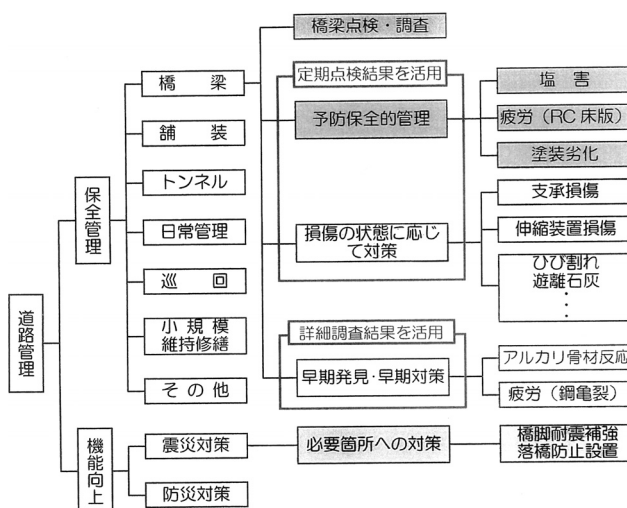 橋梁点検・調査
定期点検結果を活用
橋　梁
塩　害
予防保全的管理
疲労（RC床版）
舗　装
塗装劣化
トンネル
支承損傷
保全管理
日常管理
損傷の状態に応じ
て対策
伸縮装置損傷
ひび割れ
遊離石灰
・
・
・
巡　回
道路管理
小規模
維持修繕
詳細調査結果を活用
アルカリ骨材反応
早期発見・早期対策
その他
疲労（鋼亀裂）
機能向上
震災対策
必要箇所への対策
橋脚耐震補強
落橋防止設置
防災対策